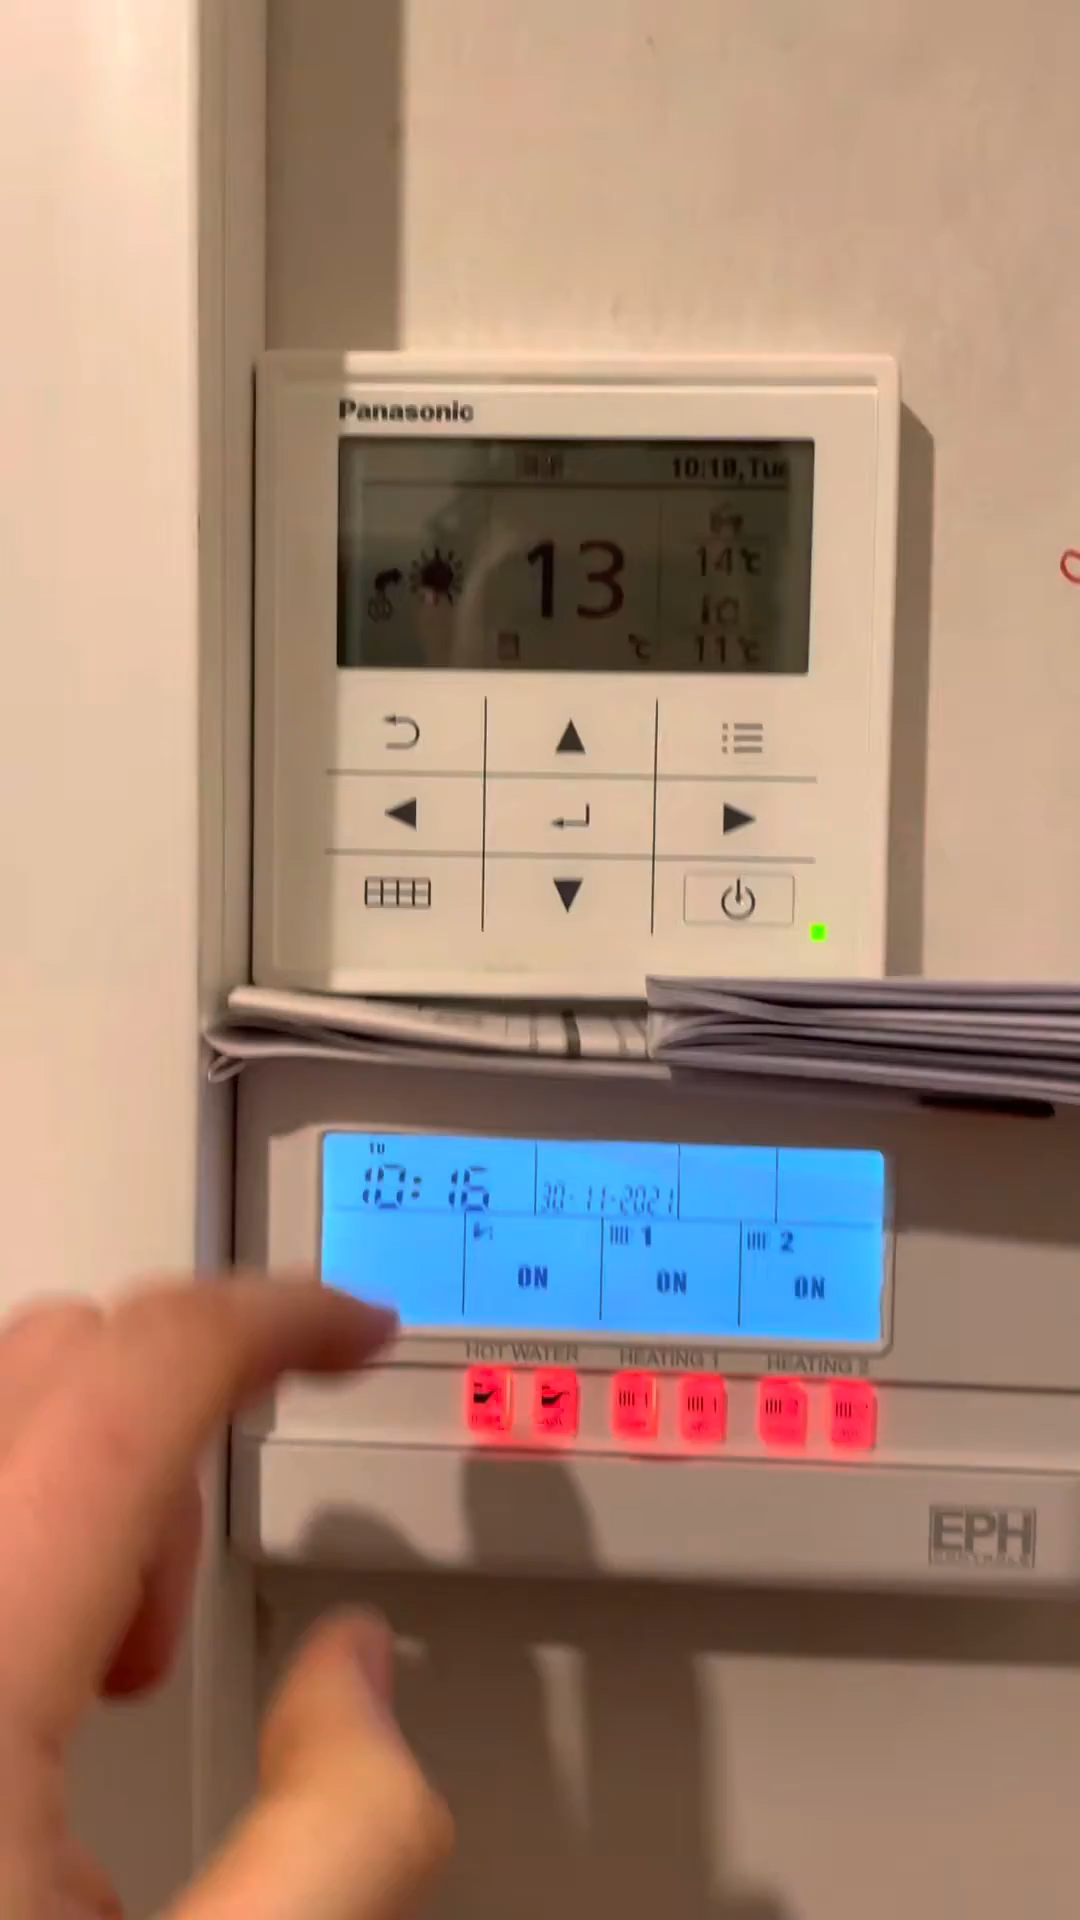 Panasonic
10:18,Tue
13 ℃
14℃
11℃
TU
10:16
30-11-2021
1
2
ON
ON
ON
HOT WATER
HEATING 1
HEATING 2
EPH
CONTROLS